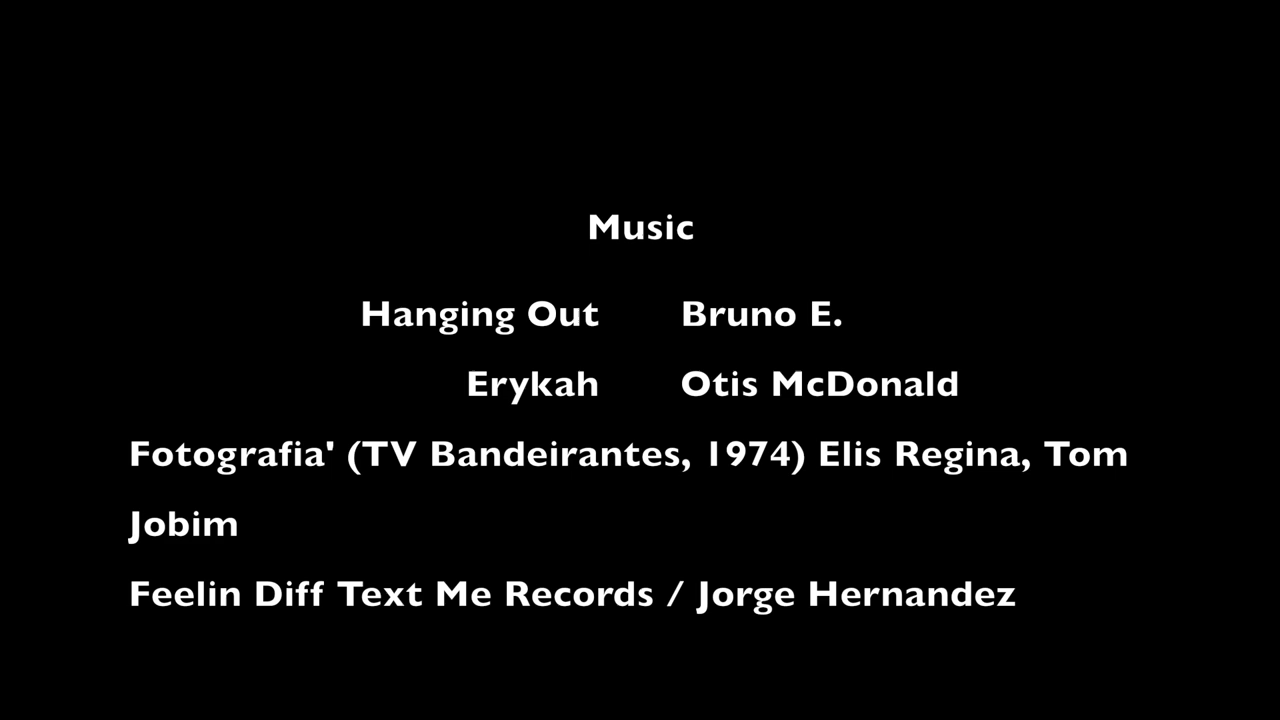 Music
Hanging Out Bruno E.
Erykah Otis McDonald
Fotografia' (TV Bandeirantes, 1974) Elis Regina, Tom
Jobim
Feelin Diff Text Me Records / Jorge Hernandez